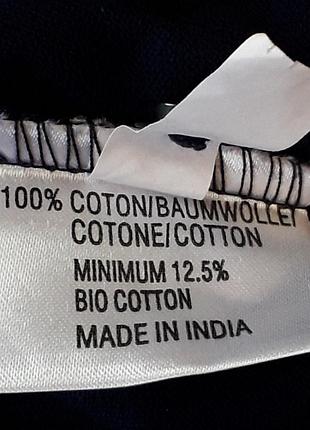 100% COTON/BAUMWOLLE/
COTONE/COTTON
MINIMUM 12.5%
BIO COTTON
MADE IN INDIA